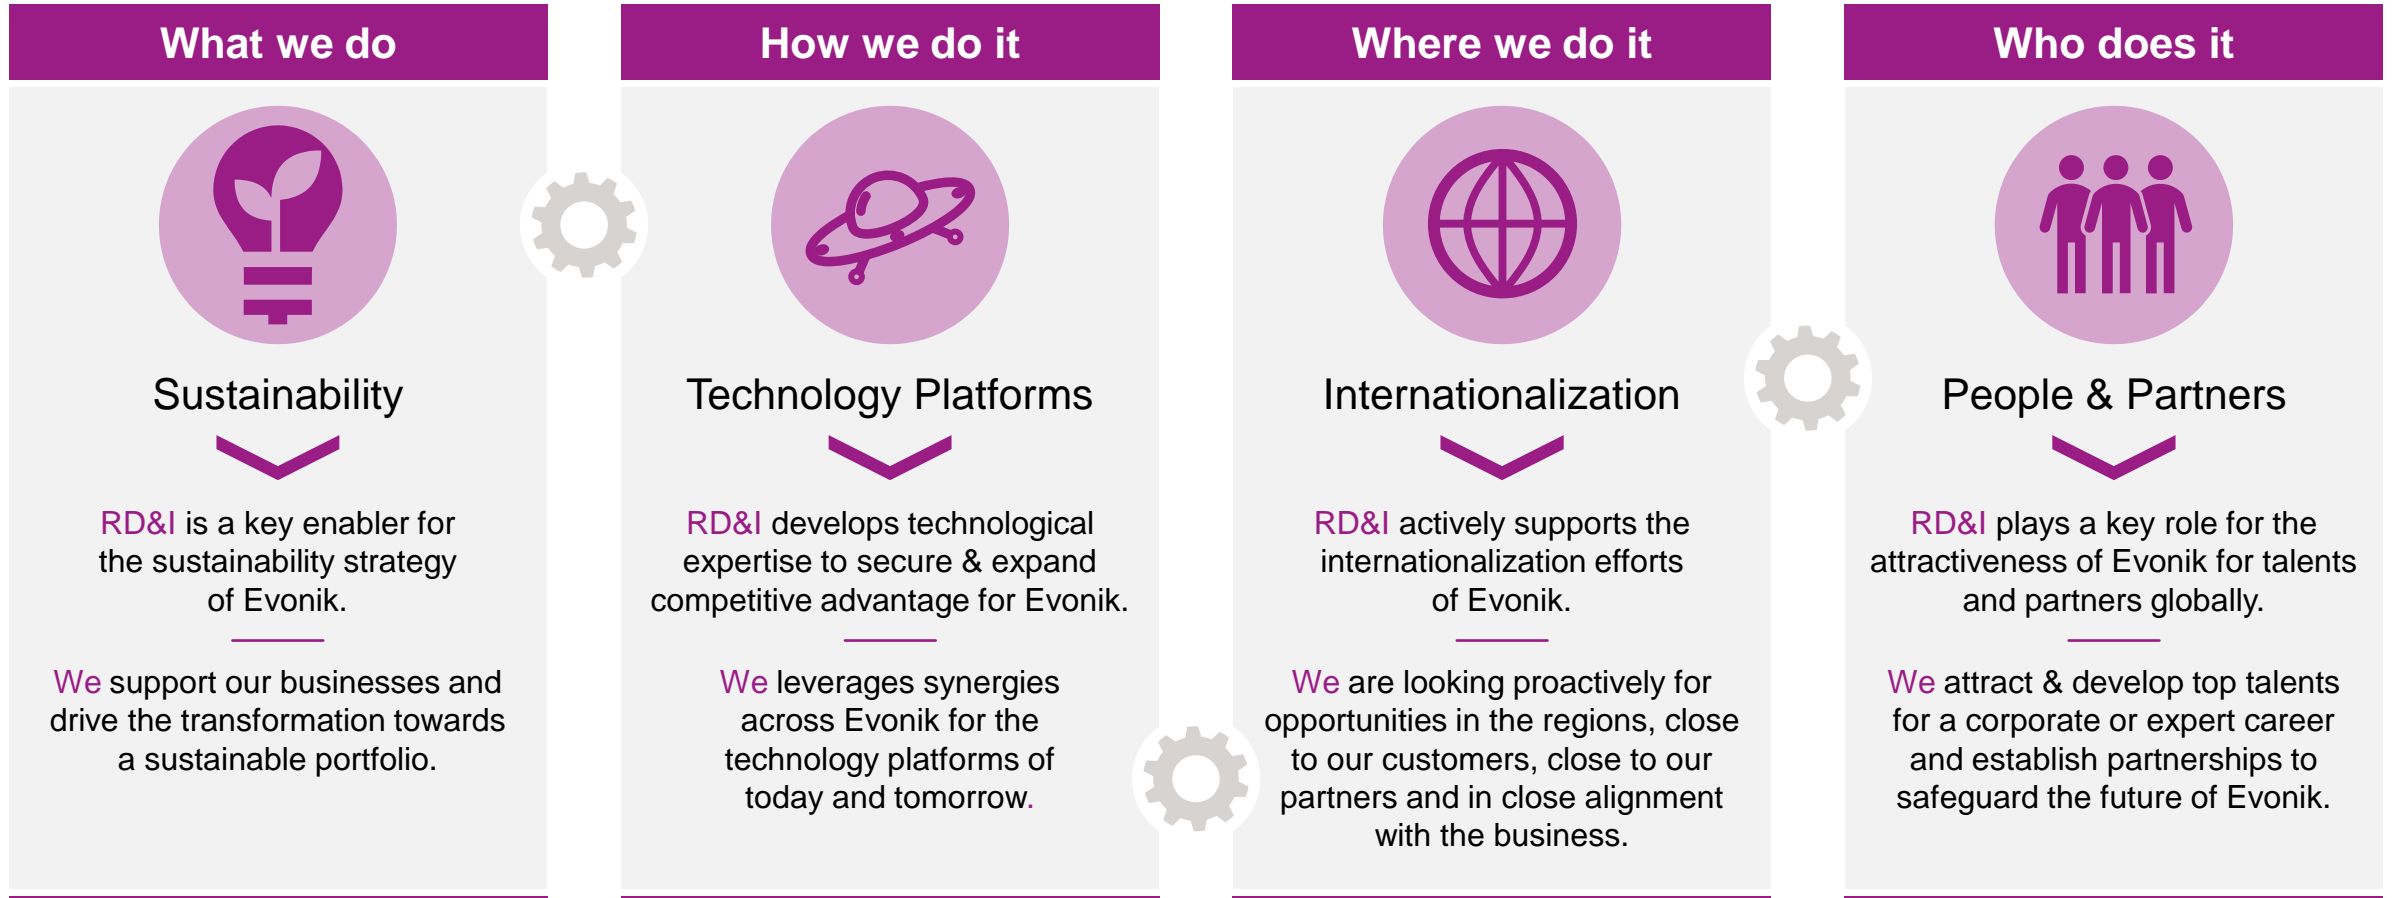 What we do
Sustainability
RD&I is a key enabler for
the sustainability strategy
of Evonik.
We support our businesses and
drive the transformation towards
a sustainable portfolio.
How we do it
Technology Platforms
RD&I develops technological
expertise to secure & expand
competitive advantage for Evonik.
We leverages synergies
across Evonik for the
technology platforms of
today and tomorrow.
Where we do it
Internationalization
RD&I actively supports the
internationalization efforts
of Evonik.
We are looking proactively for
opportunities in the regions, close
to our customers, close to our
partners and in close alignment
with the business.
Who does it
People & Partners
RD&I plays a key role for the
attractiveness of Evonik for talents
and partners globally.
We attract & develop top talents
for a corporate or expert career
and establish partnerships to
safeguard the future of Evonik.